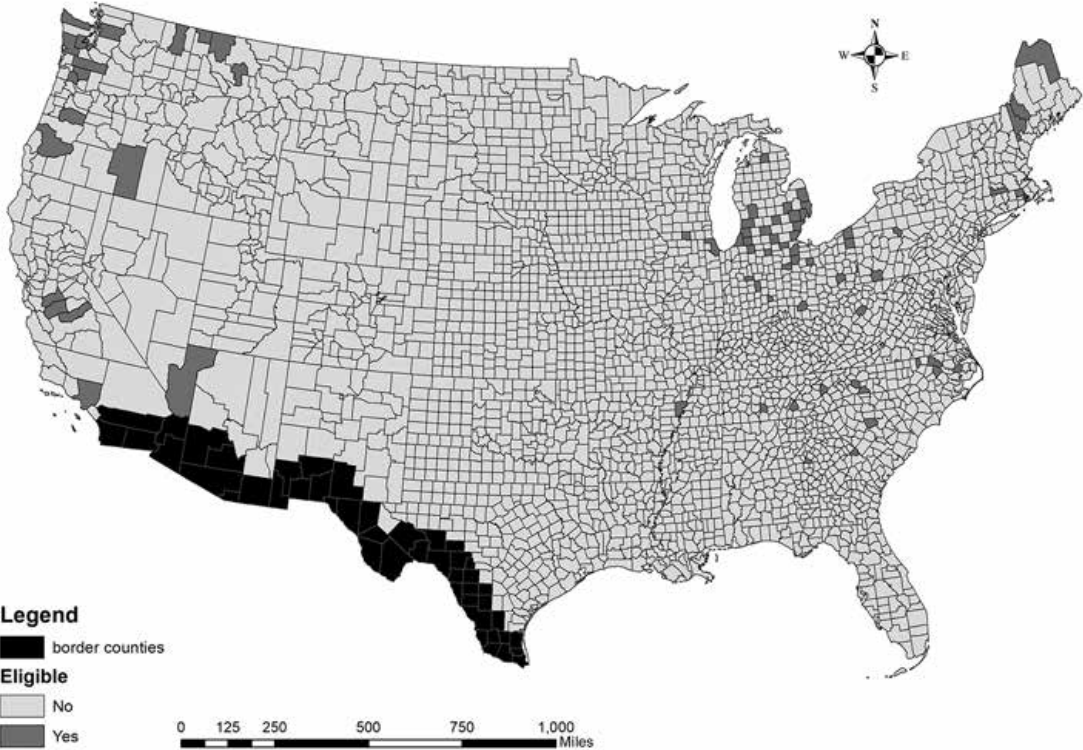 N
W E
S
Legend
border counties
Eligible
No
Yes
0 125 250 500 750 1,000
Miles